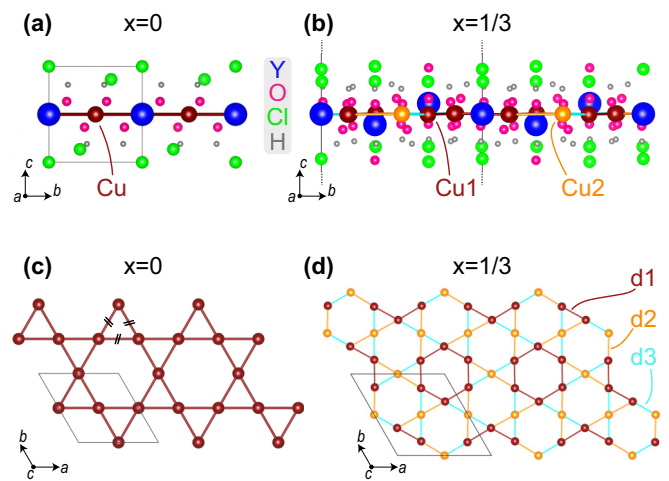 (a) x=0
(b) x=1/3
Y
O
Cl
H
Cu
Cu1
Cu2
c
a b
c
a b
(c) x=0
(d) x=1/3
d1
d2
d3
b
c a
b
c a